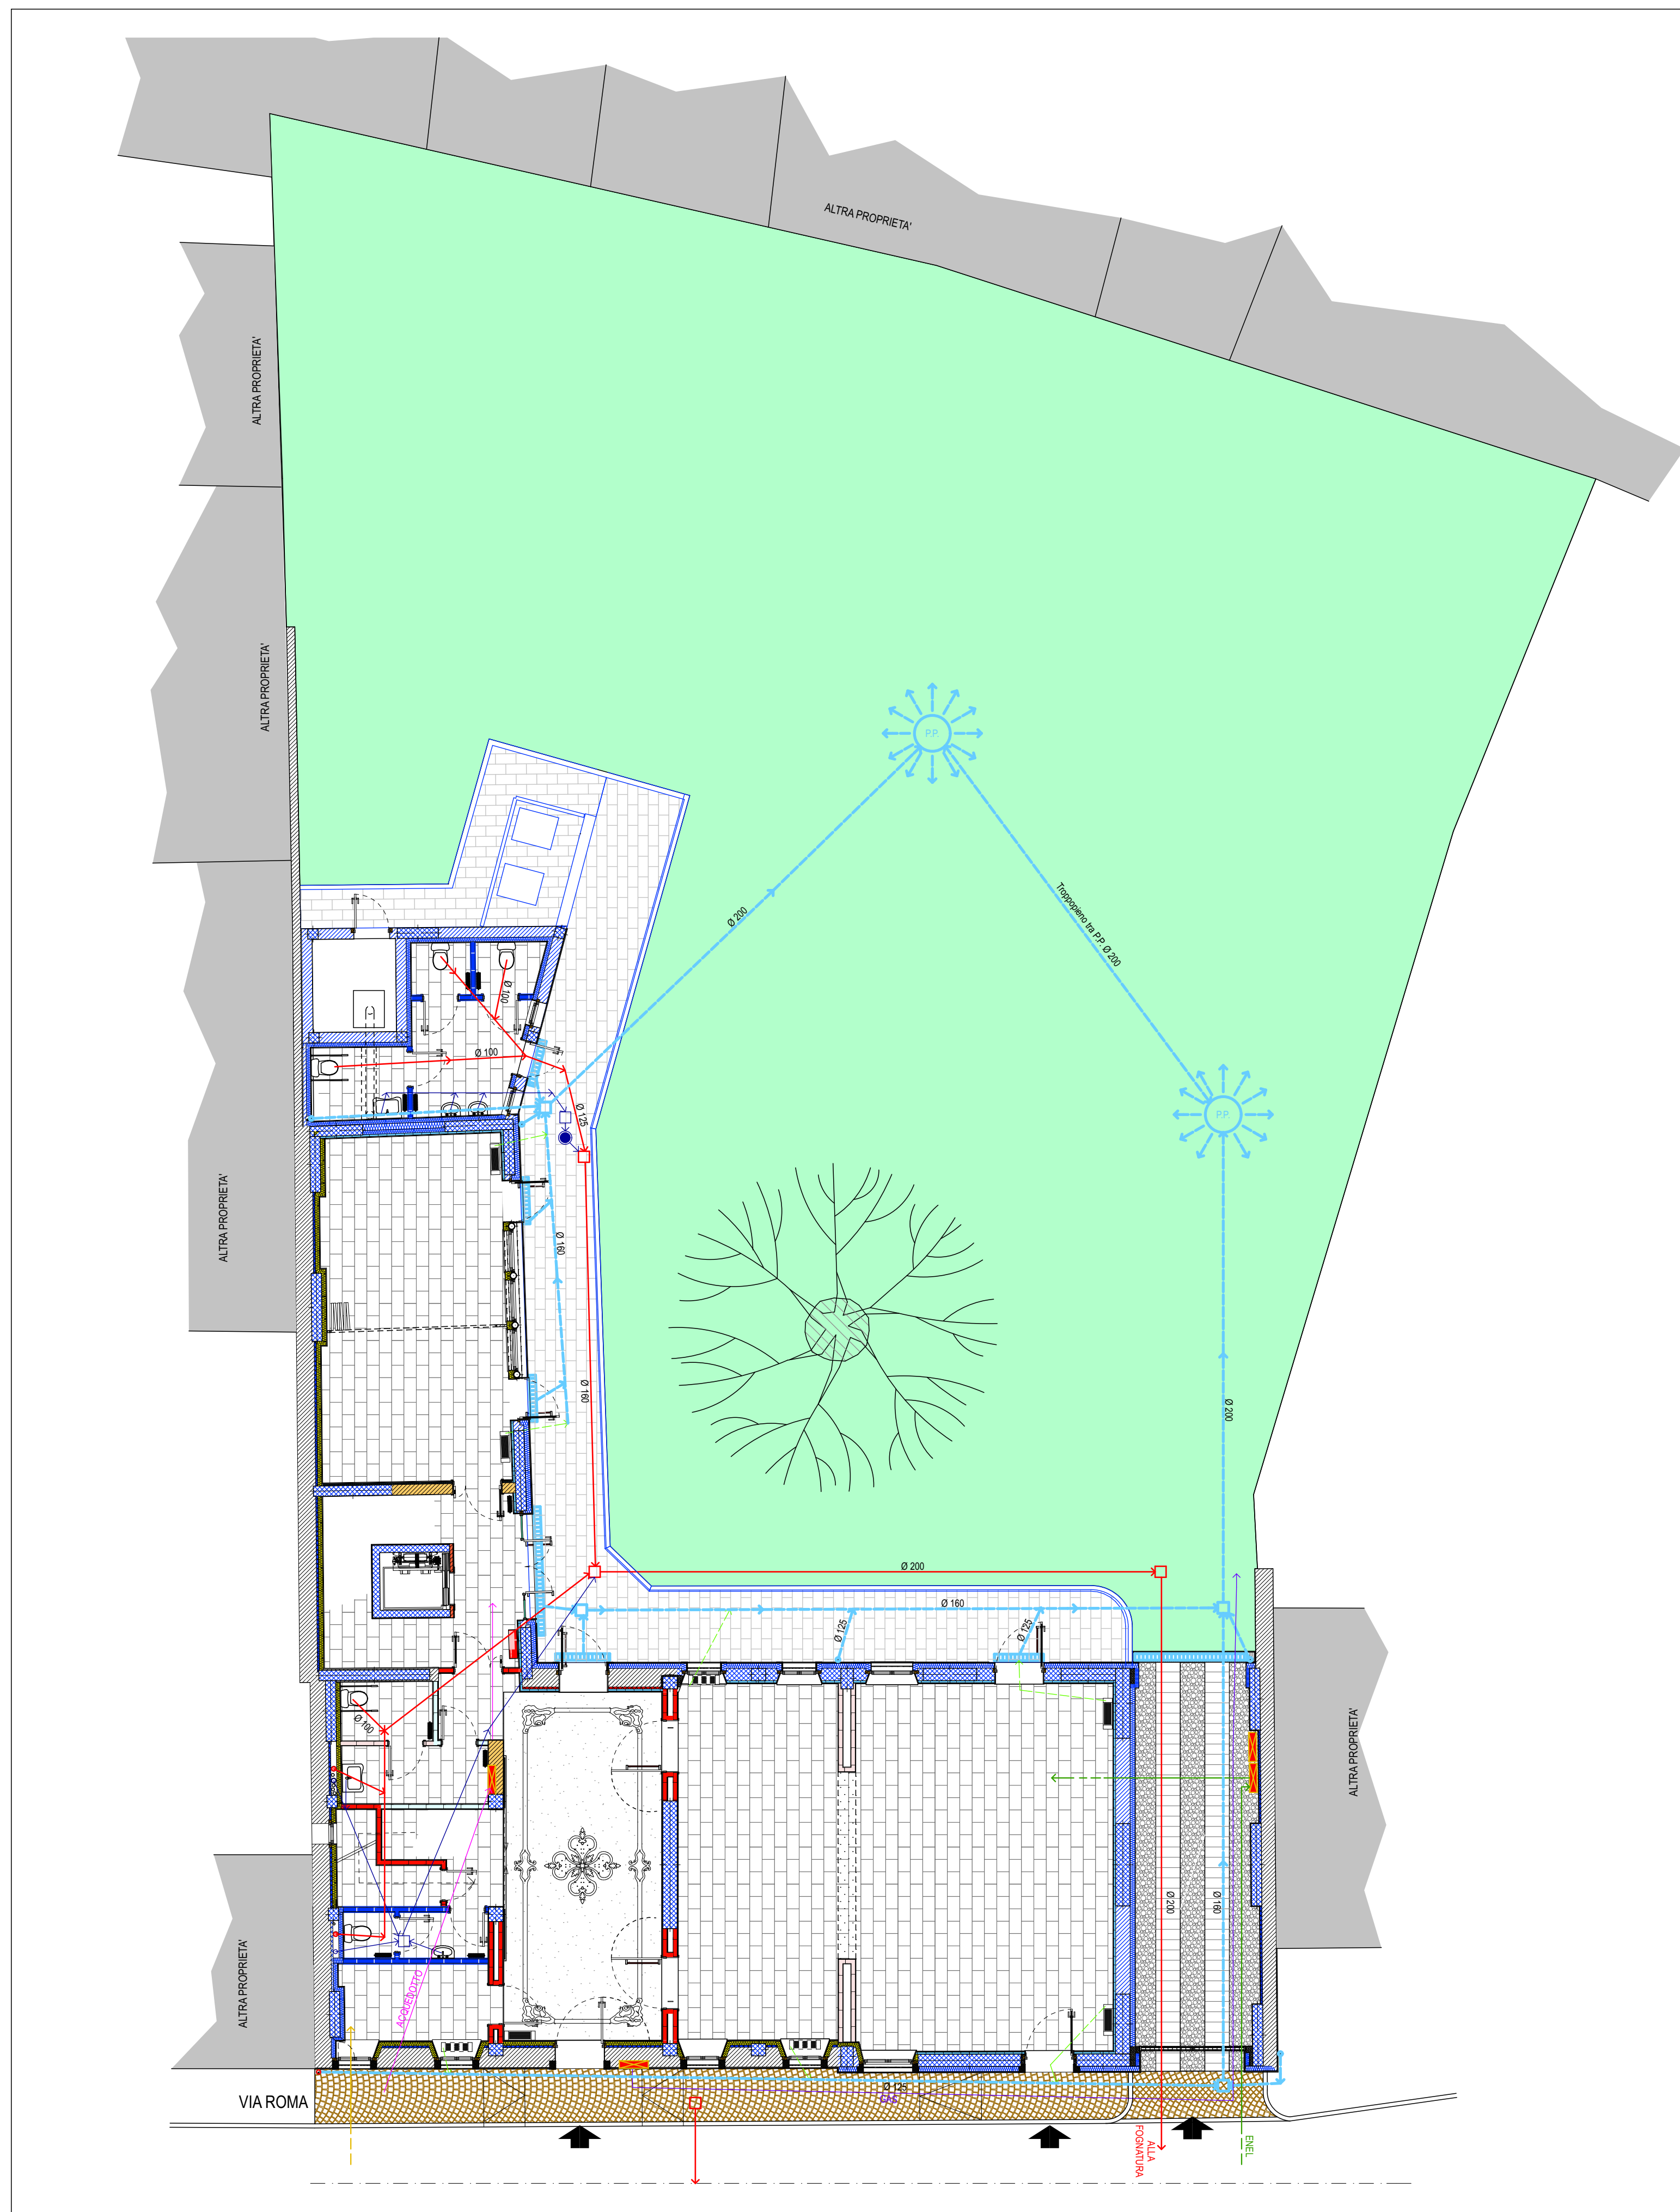 ALTRA PROPRIETA'
ALTRA PROPRIETA'
ALTRA PROPRIETA'
P.P.
Ø 200
Troppopieno tra P.P. Ø 200
Ø 100
Ø 100
P.P.
Ø 125
ALTRA PROPRIETA'
Ø 160
Ø 160
Ø 200
Ø 200
Ø 160
Ø 125
Ø 125
Ø 100
ALTRA PROPRIETA'
Ø 200
Ø 160
ALTRA PROPRIETA'
ACQUEDOTTO
VIA ROMA
Ø 125
GAS
ALLA
FOGNATURA
ENEL